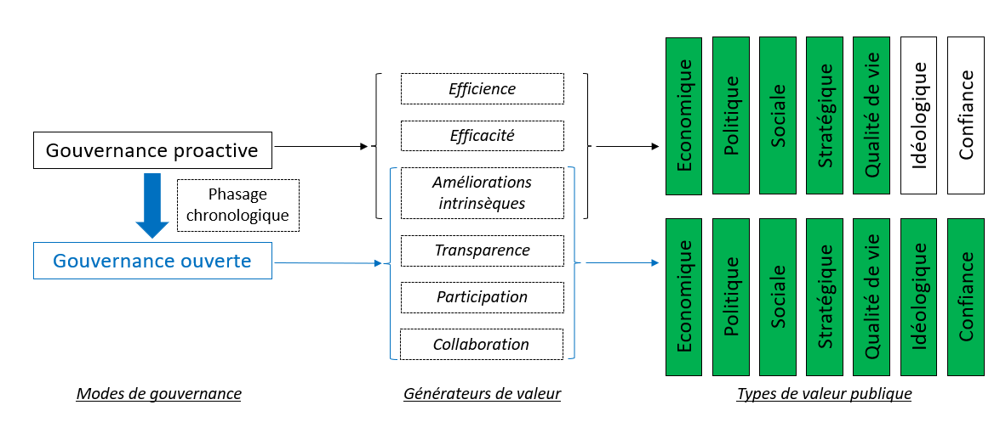 Gouvernance proactive
Phasage
chronologique
Gouvernance ouverte
Modes de gouvernance
Efficience
Efficacité
Améliorations
intrinsèques
Transparence
Participation
Collaboration
Générateurs de valeur
Economique
Politique
Sociale
Stratégique
Qualité de vie
Idéologique
Confiance
Economique
Politique
Sociale
Stratégique
Qualité de vie
Idéologique
Confiance
Types de valeur publique